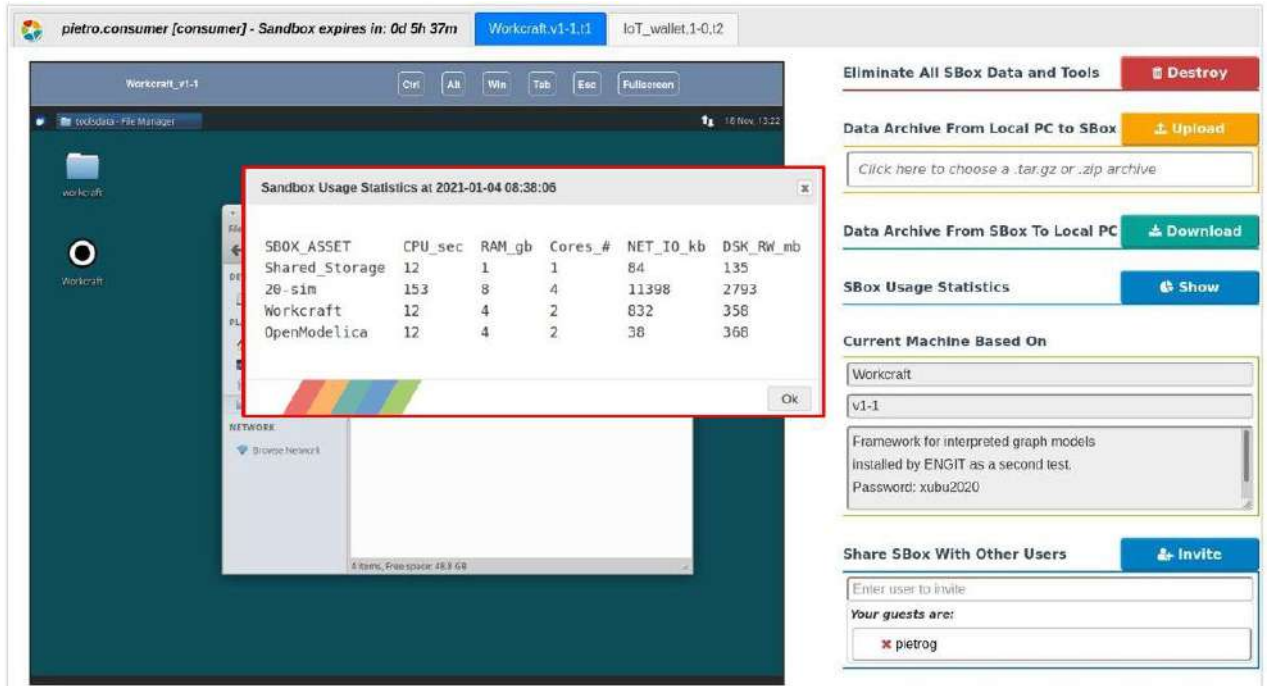 pietro.consumer [consumer] - Sandbox expires in: 0d 5h 37m
Workcraft.v1-1,t1
IoT_wallet,1-0,t2
Workcraft_v1-1
Ctrl Alt Win Tab Esc Fullscreen
toolsdata - File Manager
16 Nov, 13:22
workcraft
Workcraft
Sandbox Usage Statistics at 2021-01-04 08:38:06
SBOX_ASSET CPU_sec RAM_gb Cores_# NET_IO_kb DSK_RW_mb
Shared_Storage 12 1 1 84 135
20-sim 153 8 4 11398 2793
Workcraft 12 4 2 832 358
OpenModelica 12 4 2 38 368
Ok
NETWORK
Browse Network
4 items, Free space: 48.8 GB
Eliminate All SBox Data and Tools
Destroy
Data Archive From Local PC to SBox
Upload
Click here to choose a .tar.gz or .zip archive
Data Archive From SBox To Local PC
Download
SBox Usage Statistics
Show
Current Machine Based On
Workcraft
v1-1
Framework for interpreted graph models
installed by ENGIT as a second test.
Password: xubu2020
Share SBox With Other Users
Invite
Enter user to invite
Your guests are:
pietrog